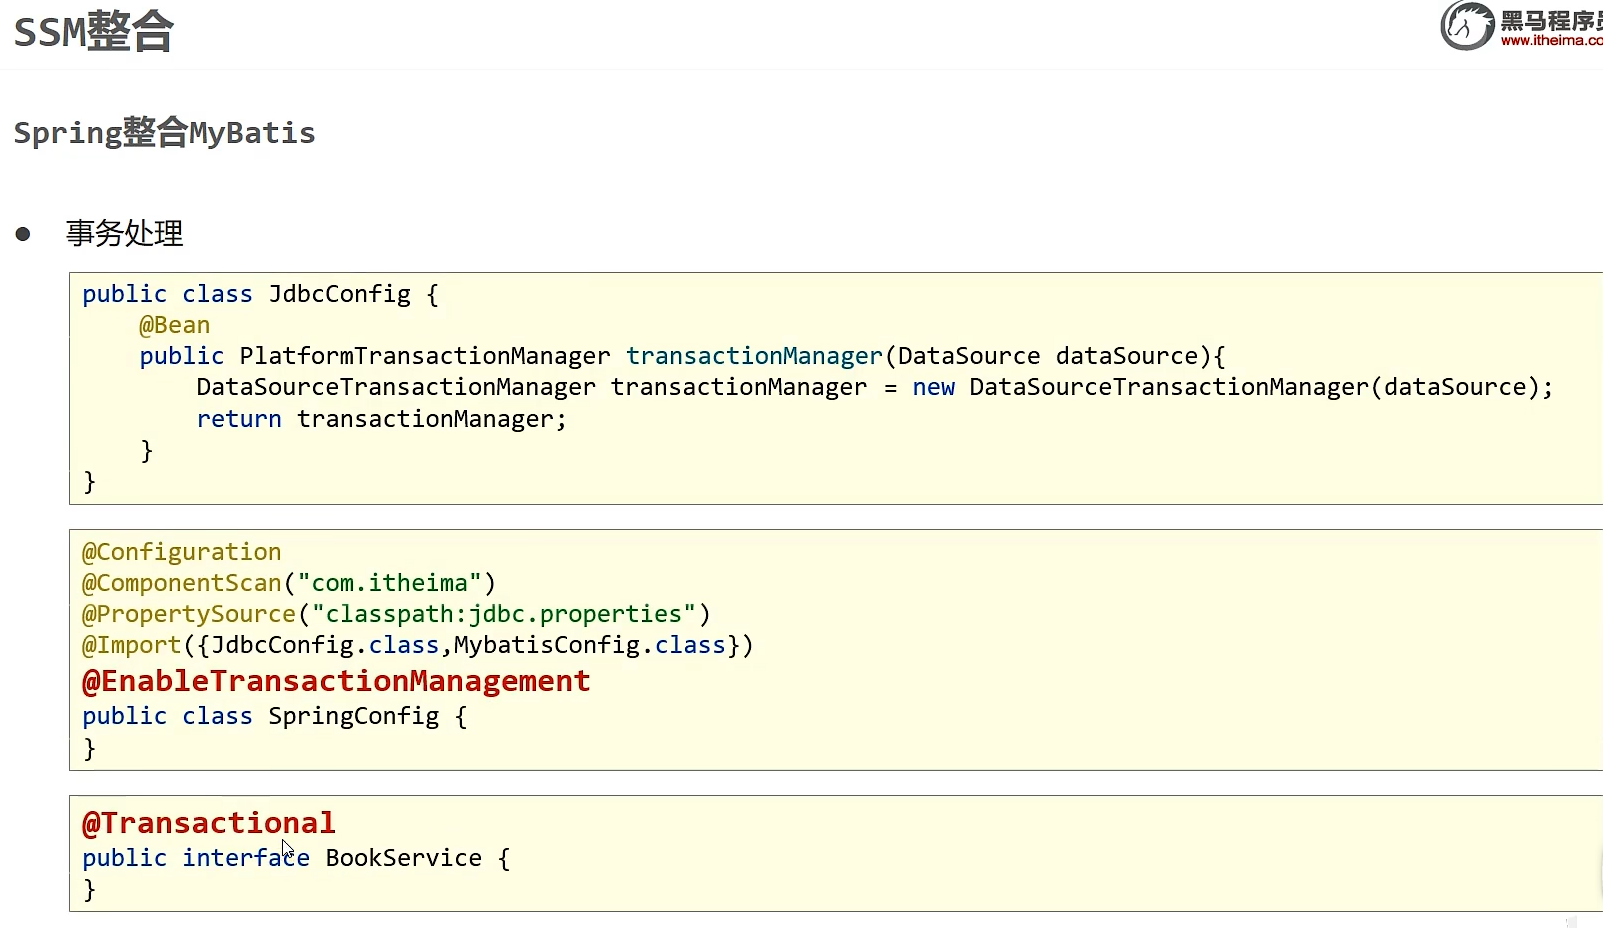 SSM整合
黑马程序员
www.itheima.co
Spring整合MyBatis
● 事务处理
public class JdbcConfig {
    @Bean
    public PlatformTransactionManager transactionManager(DataSource dataSource){
        DataSourceTransactionManager transactionManager = new DataSourceTransactionManager(dataSource);
        return transactionManager;
    }
}
@Configuration
@ComponentScan("com.itheima")
@PropertySource("classpath:jdbc.properties")
@Import({JdbcConfig.class,MybatisConfig.class})
@EnableTransactionManagement
public class SpringConfig {
}
@Transactional
public interface BookService {
}